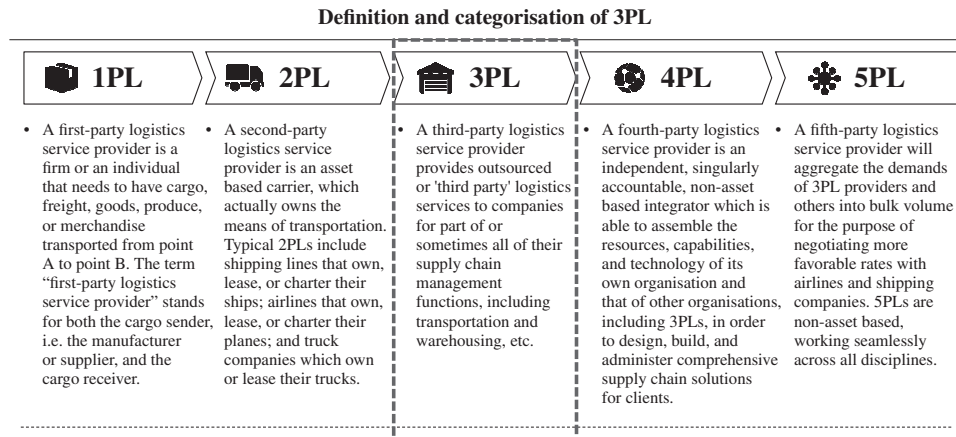 Definition and categorisation of 3PL
1PL
2PL
3PL
4PL
5PL
• A first-party logistics
service provider is a
firm or an individual
that needs to have cargo,
freight, goods, produce,
or merchandise
transported from point
A to point B. The term
“first-party logistics
service provider” stands
for both the cargo sender,
i.e. the manufacturer
or supplier, and the
cargo receiver.
• A second-party
logistics service
provider is an asset
based carrier, which
actually owns the
means of transportation.
Typical 2PLs include
shipping lines that own,
lease, or charter their
ships; airlines that own,
lease, or charter their
planes; and truck
companies which own
or lease their trucks.
• A third-party logistics
service provider
provides outsourced
or 'third party' logistics
services to companies
for part of or
sometimes all of their
supply chain
management
functions, including
transportation and
warehousing, etc.
• A fourth-party logistics
service provider is an
independent, singularly
accountable, non-asset
based integrator which is
able to assemble the
resources, capabilities,
and technology of its
own organisation and
that of other organisations,
including 3PLs, in order
to design, build, and
administer comprehensive
supply chain solutions
for clients.
• A fifth-party logistics
service provider will
aggregate the demands
of 3PL providers and
others into bulk volume
for the purpose of
negotiating more
favorable rates with
airlines and shipping
companies. 5PLs are
non-asset based,
working seamlessly
across all disciplines.